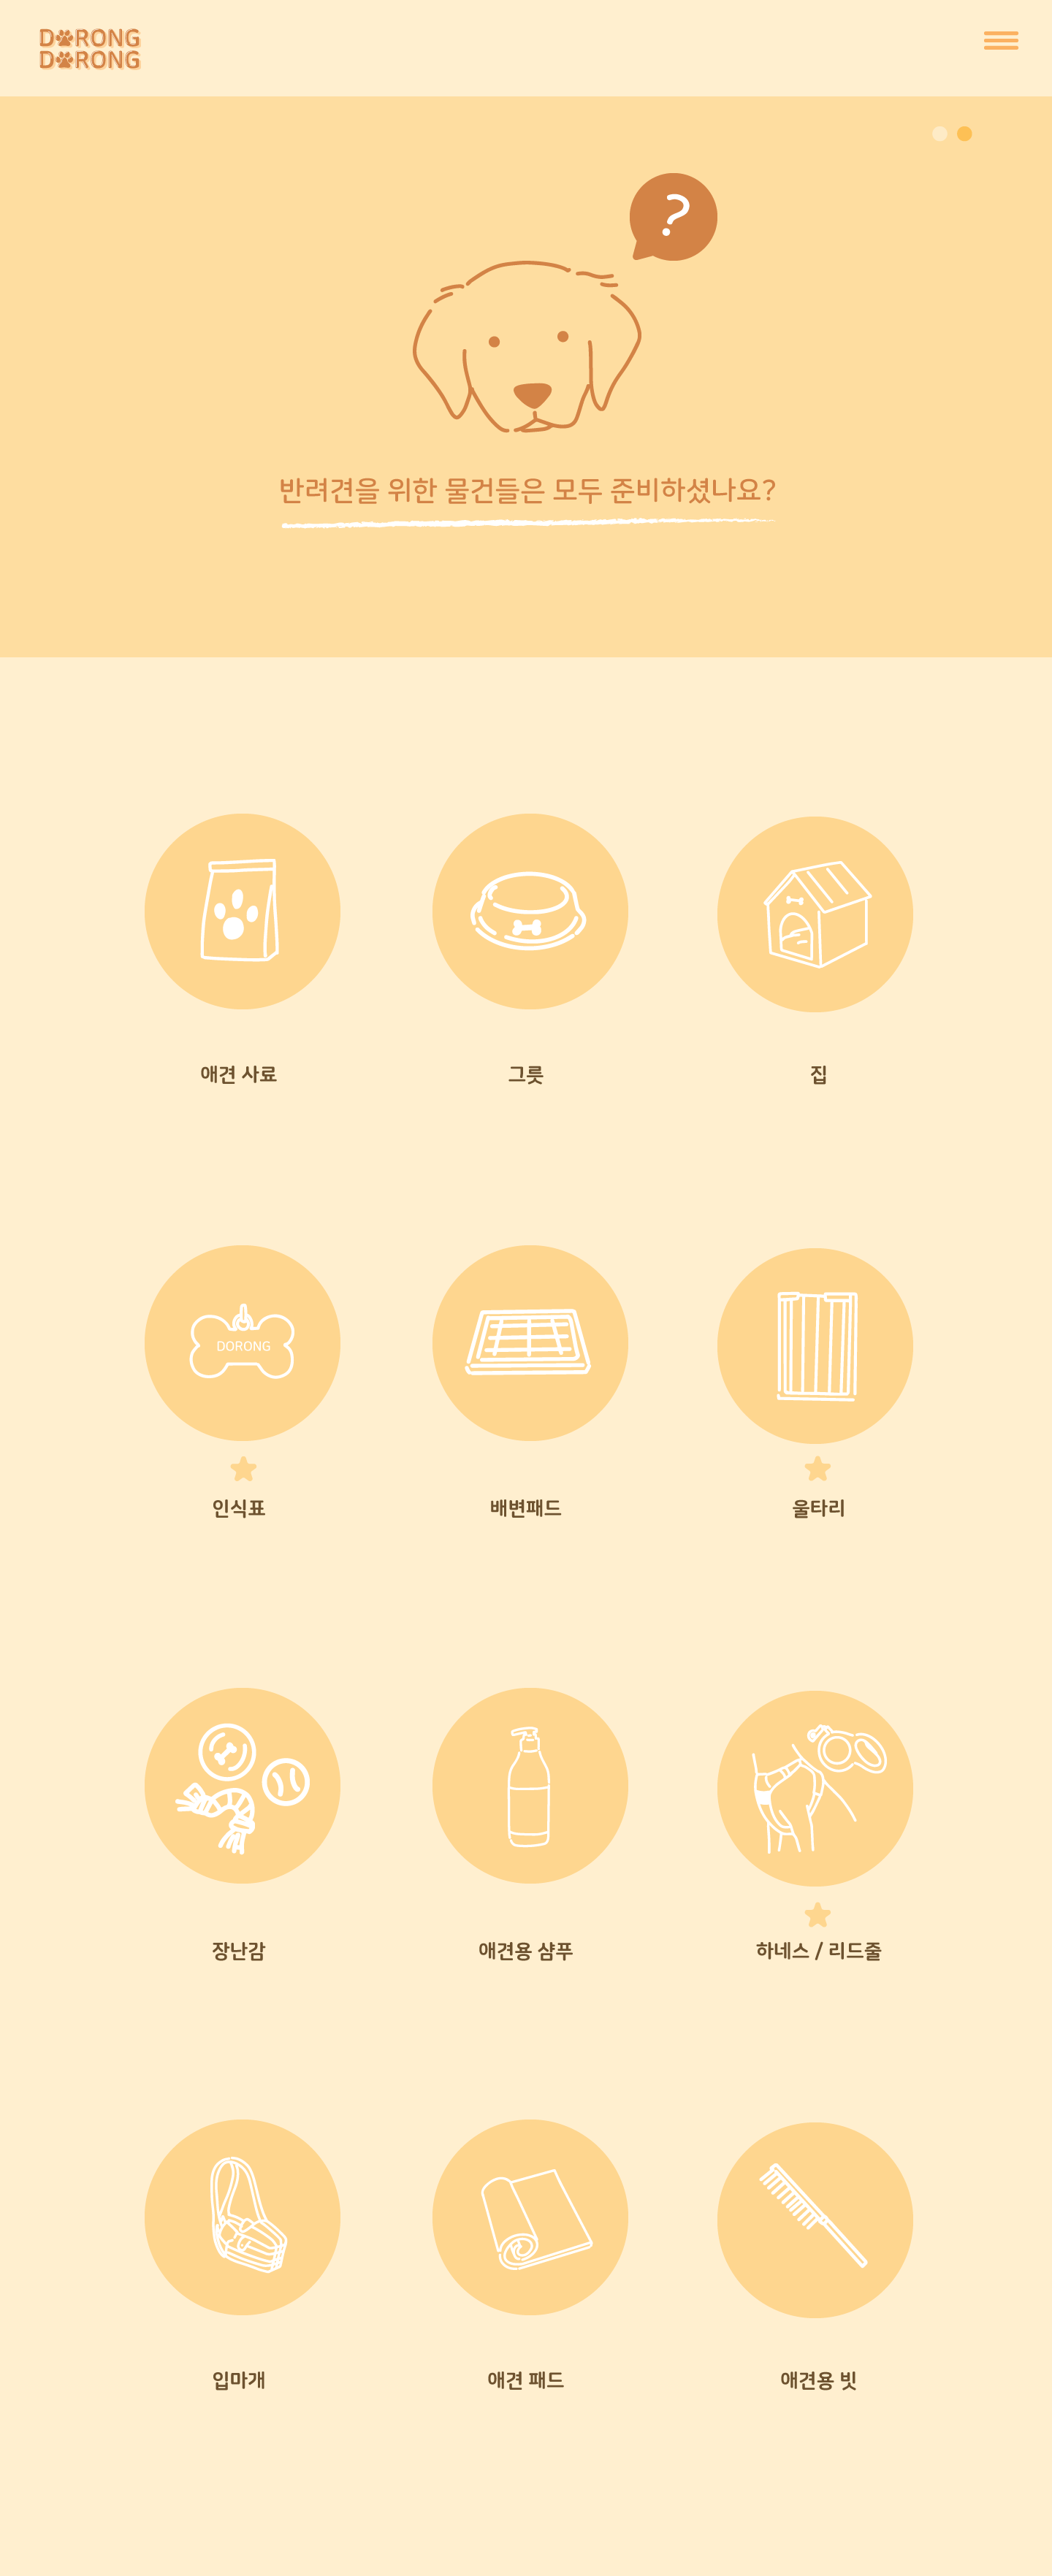 DORONG
DORONG
?
반려견을 위한 물건들은 모두 준비하셨나요?
애견 사료
그릇
집
DORONG
인식표
배변패드
울타리
장난감
애견용 샴푸
하네스 / 리드줄
입마개
애견 패드
애견용 빗